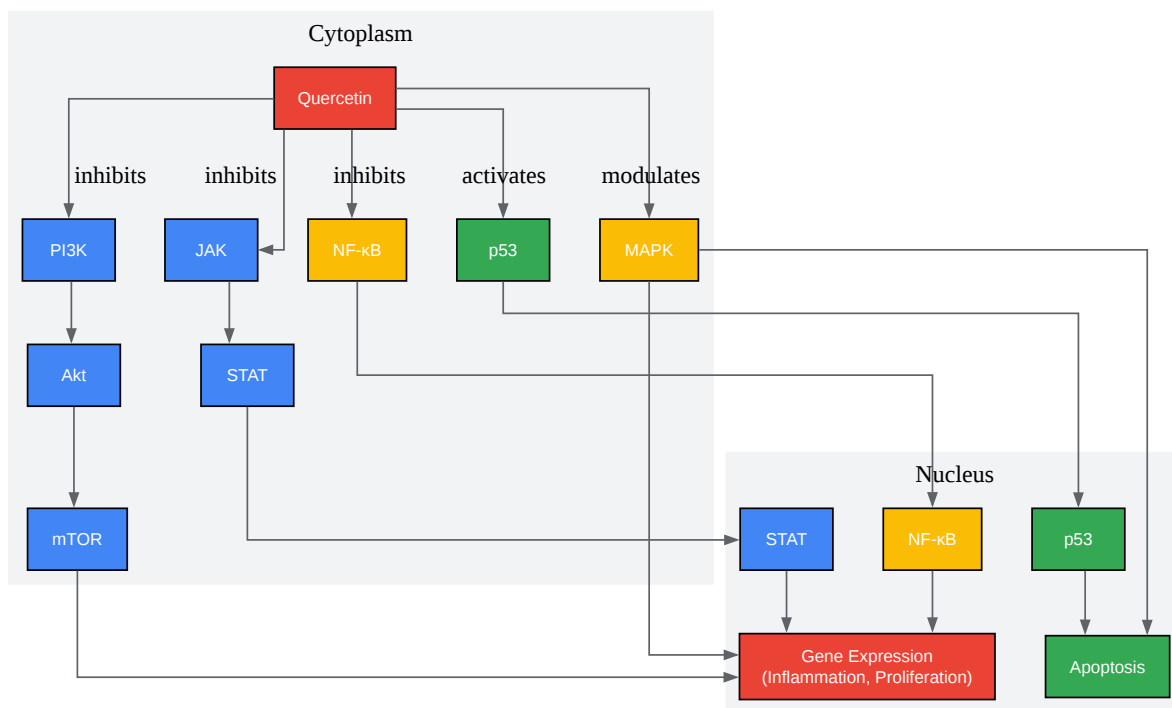 Cytoplasm
Quercetin
inhibits
inhibits
inhibits
activates
modulates
PI3K
JAK
NF-κB
p53
MAPK
Akt
STAT
Nucleus
mTOR
STAT
NF-κB
p53
Gene Expression
(Inflammation, Proliferation)
Apoptosis